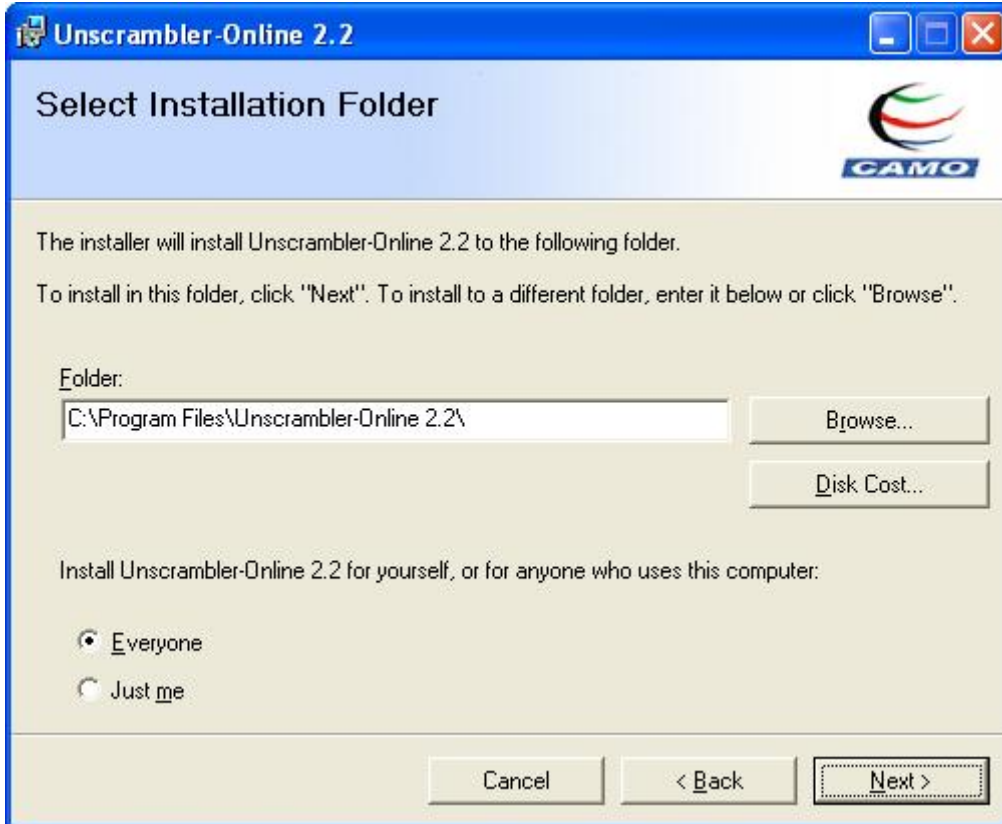 Unscrambler-Online 2.2
Select Installation Folder
CAMO
The installer will install Unscrambler-Online 2.2 to the following folder.
To install in this folder, click "Next". To install to a different folder, enter it below or click "Browse".
Folder:
C:\Program Files\Unscrambler-Online 2.2\
Browse...
Disk Cost...
Install Unscrambler-Online 2.2 for yourself, or for anyone who uses this computer:
Everyone
Just me
Cancel
< Back
Next >